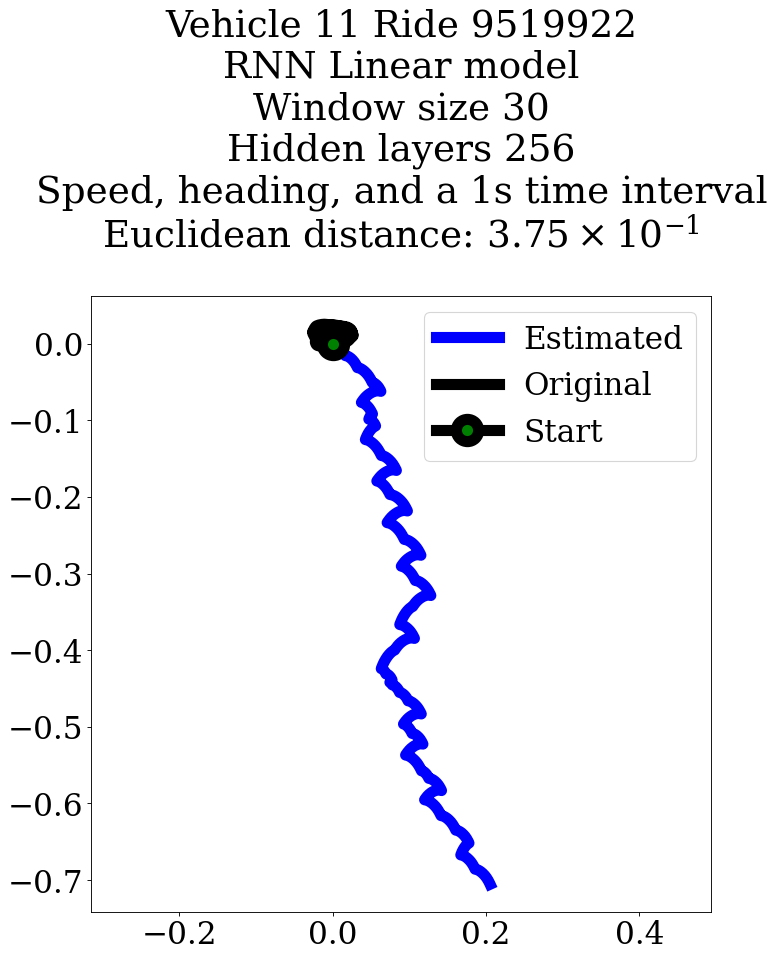 Vehicle 11 Ride 9519922
RNN Linear model
Window size 30
Hidden layers 256
Speed, heading, and a 1s time interval
Euclidean distance: 3.75 × 10⁻¹
Estimated
Original
Start
0.0
−0.1
−0.2
−0.3
−0.4
−0.5
−0.6
−0.7
−0.2 0.0 0.2 0.4